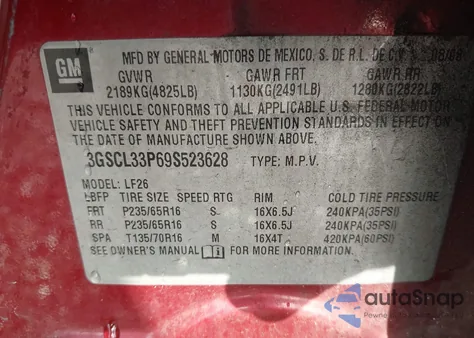 GM
MFD BY GENERAL MOTORS DE MEXICO, S. DE R.L. DE C.V. 08/08
GVWR GAWR FRT GAWR RR
2189KG(4825LB) 1130KG(2491LB) 1280KG(2822LB)
THIS VEHICLE CONFORMS TO ALL APPLICABLE U.S. FEDERAL MOTOR
VEHICLE SAFETY AND THEFT PREVENTION STANDARDS IN EFFECT ON
THE DATE OF MANUFACTURE SHOWN ABOVE.
3GSCL33P69S523628 TYPE: M.P.V.
MODEL: LF26
LBFP TIRE SIZE SPEED RTG RIM COLD TIRE PRESSURE
FRT P235/65R16 S 16X6.5J 240KPA(35PSI)
RR P235/65R16 S 16X6.5J 240KPA(35PSI)
SPA T135/70R16 M 16X4T 420KPA(60PSI)
SEE OWNER'S MANUAL FOR ADDITIONAL INFORMATION.
autoSnap